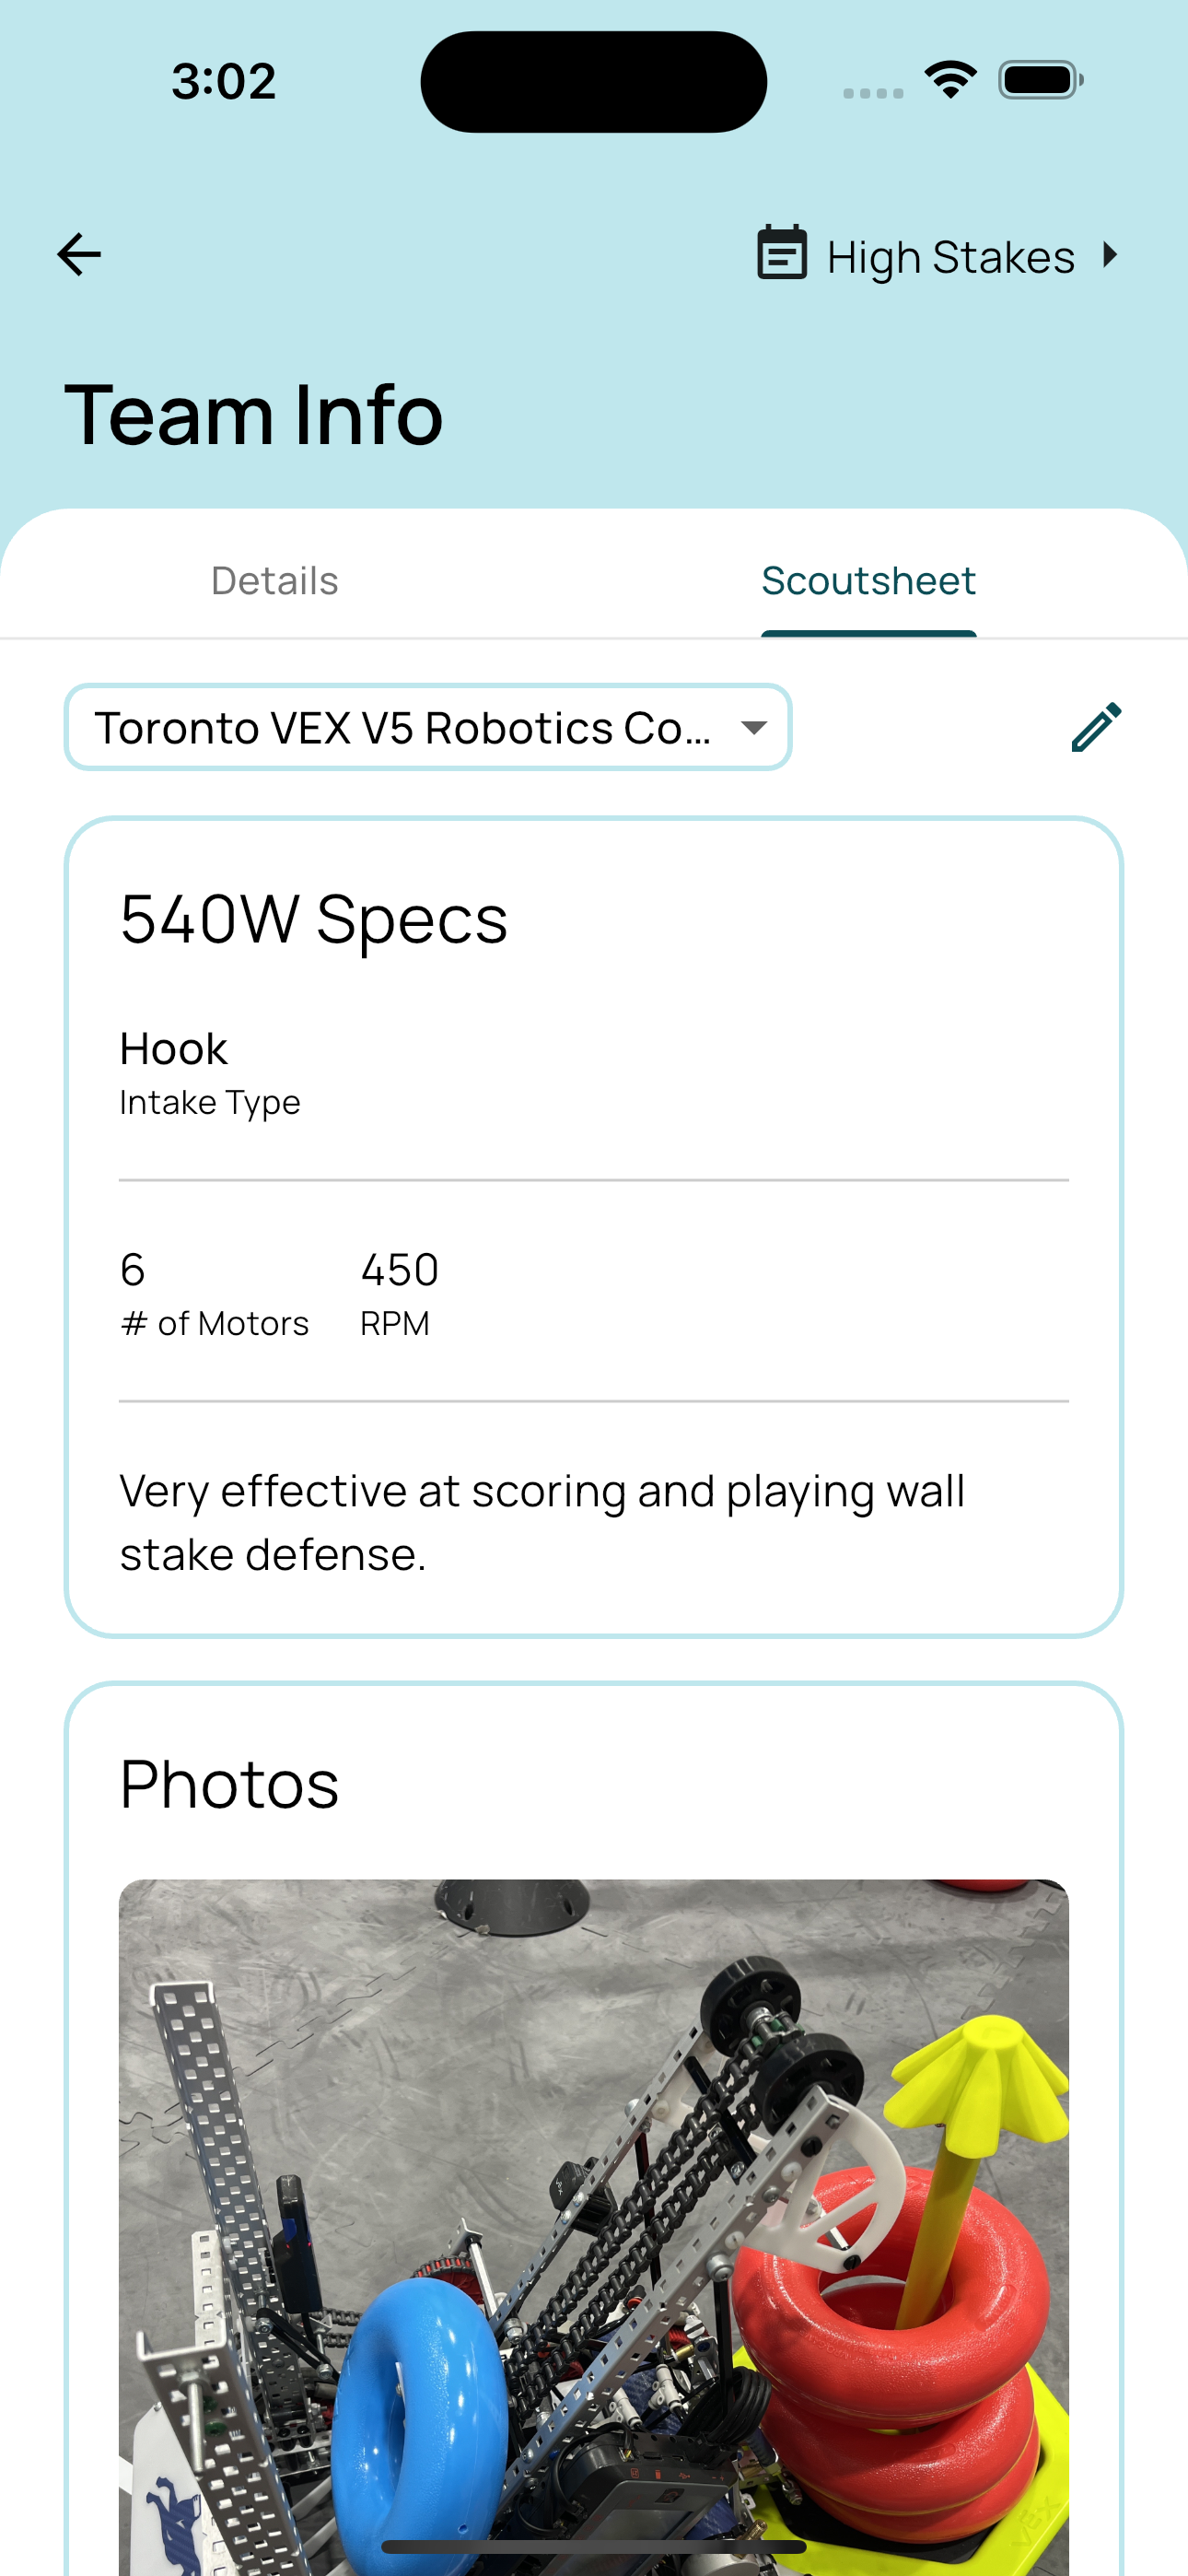 3:02
High Stakes
Team Info
Details
Scoutsheet
Toronto VEX V5 Robotics Co...
540W Specs
Hook
Intake Type
6
450
# of Motors
RPM
Very effective at scoring and playing wall
stake defense.
Photos
VEX